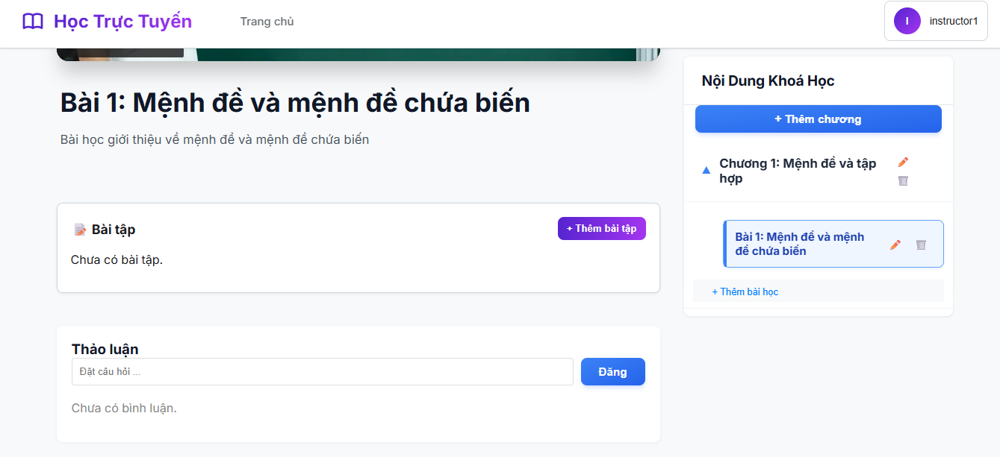 Học Trực Tuyến
Trang chủ
I
instructor1
Bài 1: Mệnh đề và mệnh đề chứa biến
Bài học giới thiệu về mệnh đề và mệnh đề chứa biến
Bài tập
+ Thêm bài tập
Chưa có bài tập.
Thảo luận
Đặt câu hỏi ...
Đăng
Chưa có bình luận.
Nội Dung Khoá Học
+ Thêm chương
Chương 1: Mệnh đề và tập
hợp
Bài 1: Mệnh đề và mệnh
đề chứa biến
+ Thêm bài học